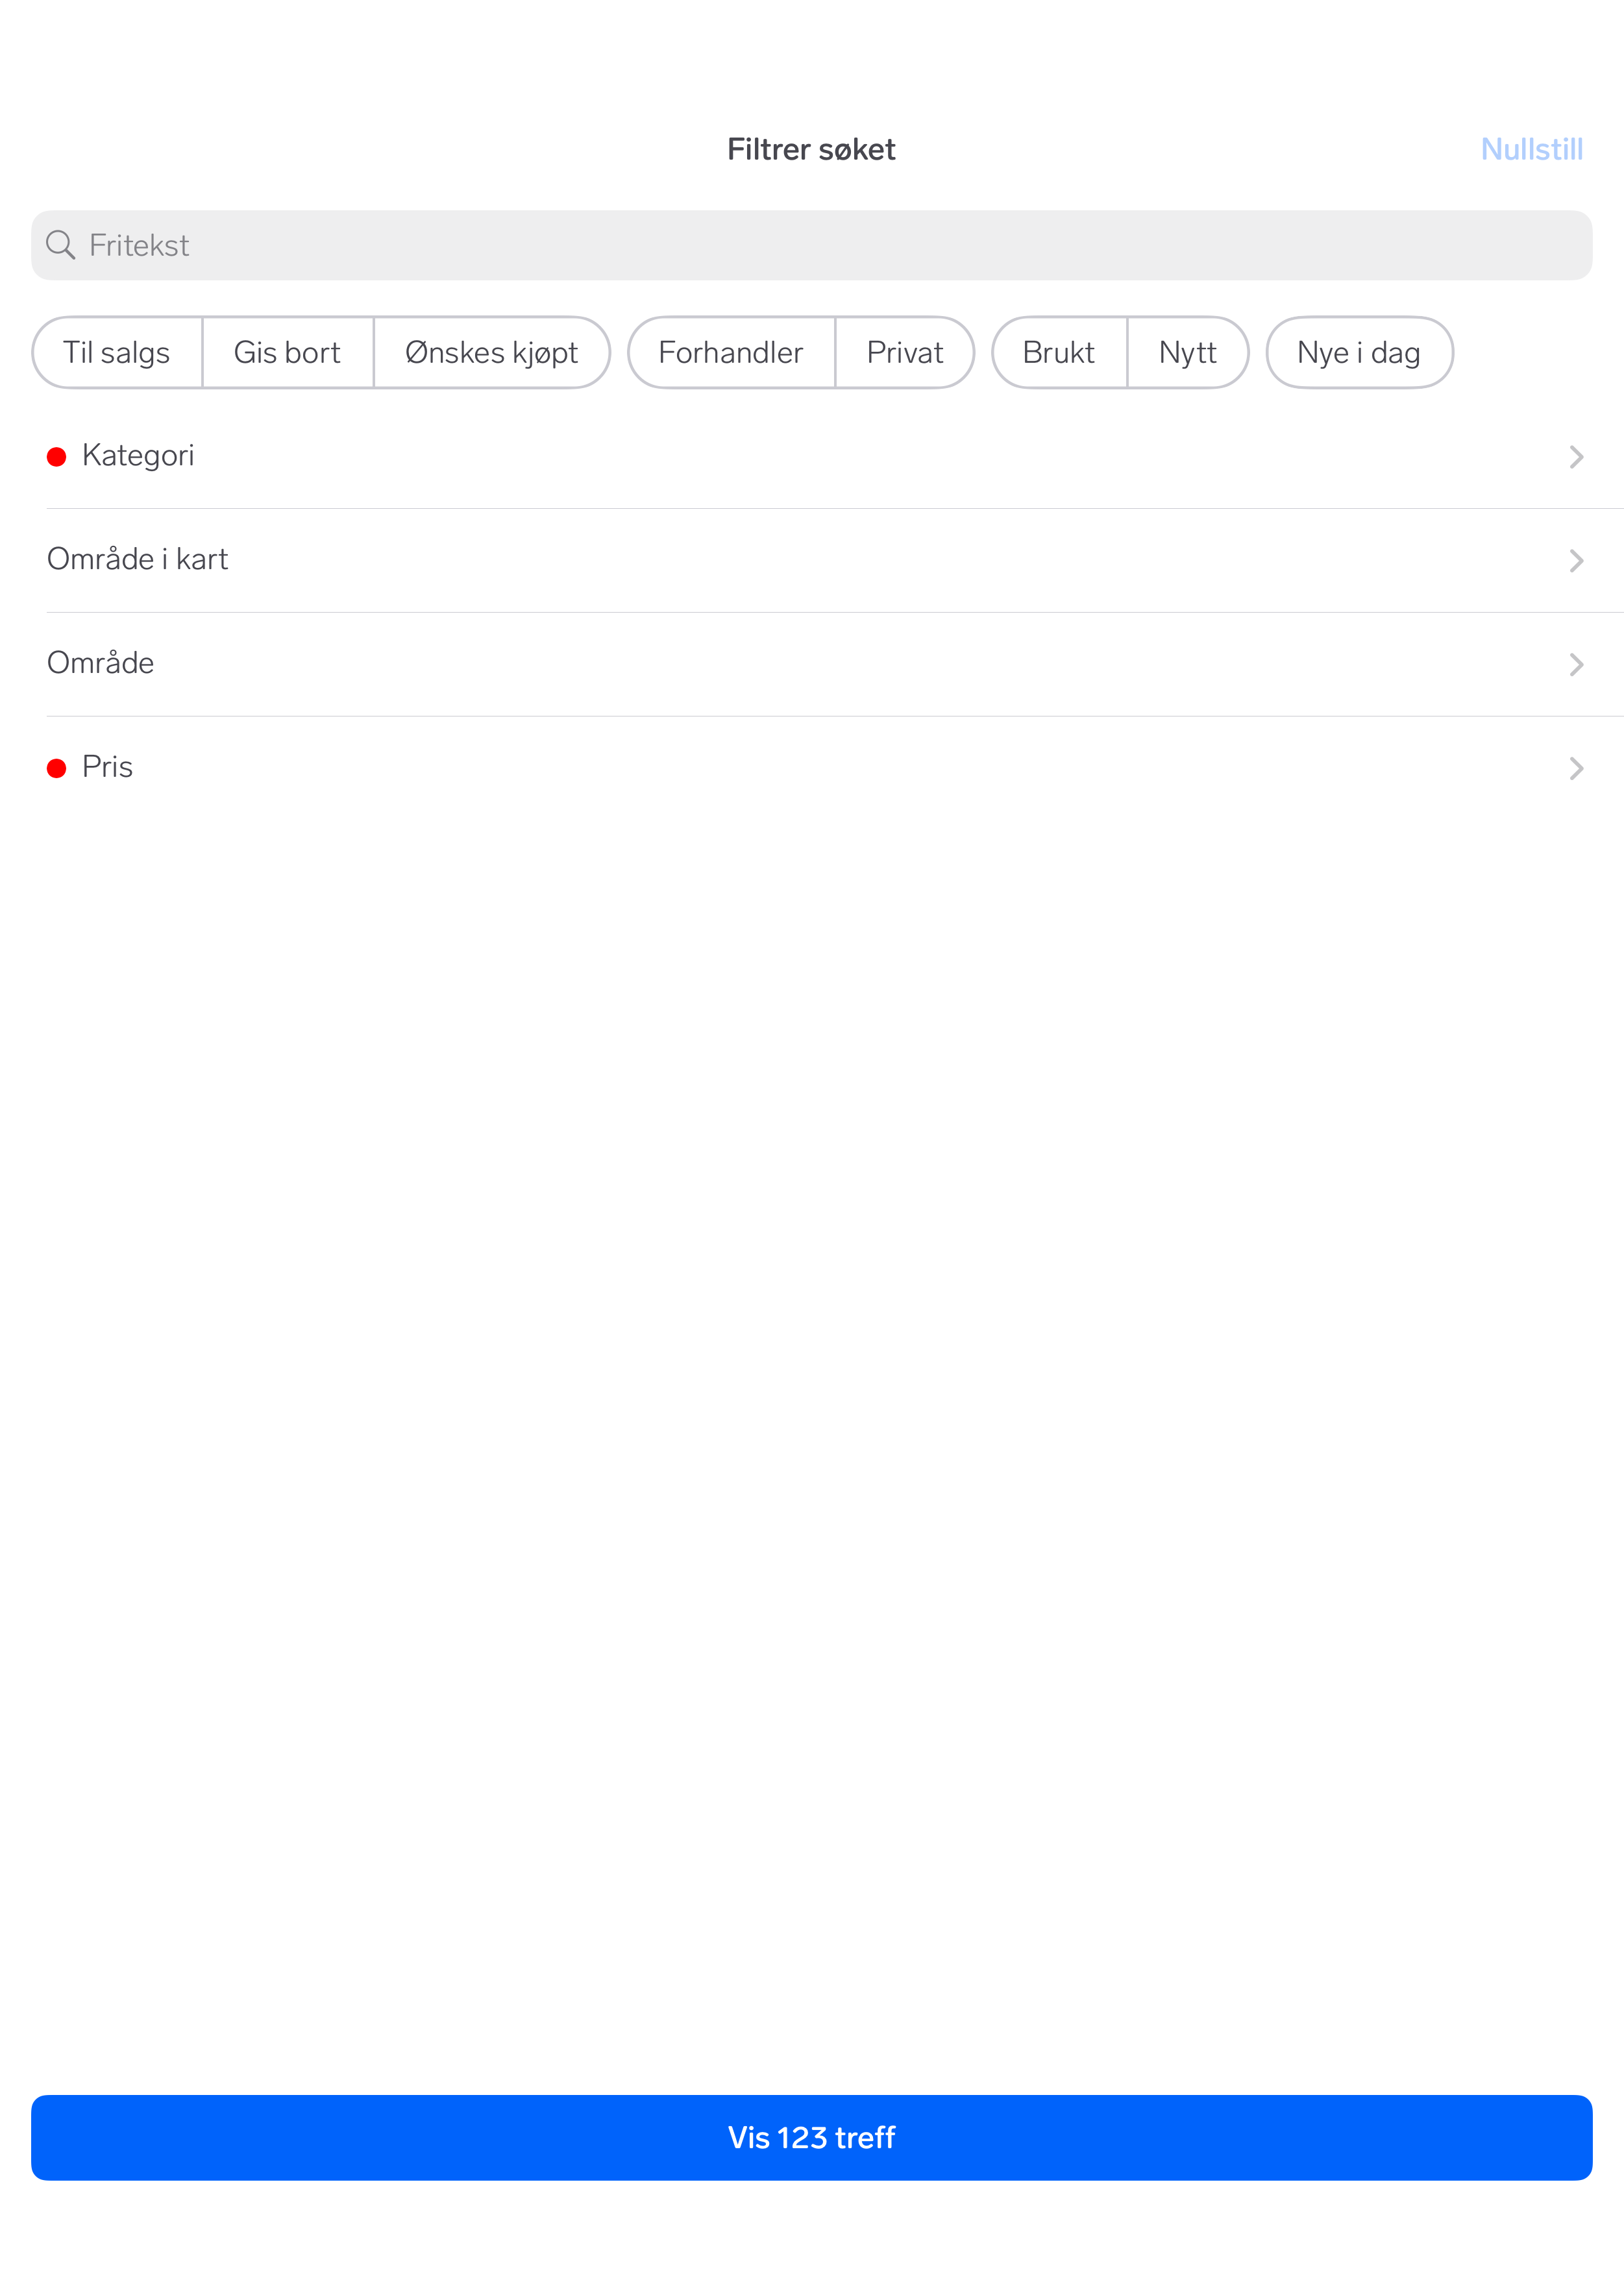 Filtrer søket
Nullstill
Fritekst
Til salgs Gis bort Ønskes kjøpt Forhandler Privat Brukt Nytt Nye i dag
Kategori
Område i kart
Område
Pris
Vis 123 treff